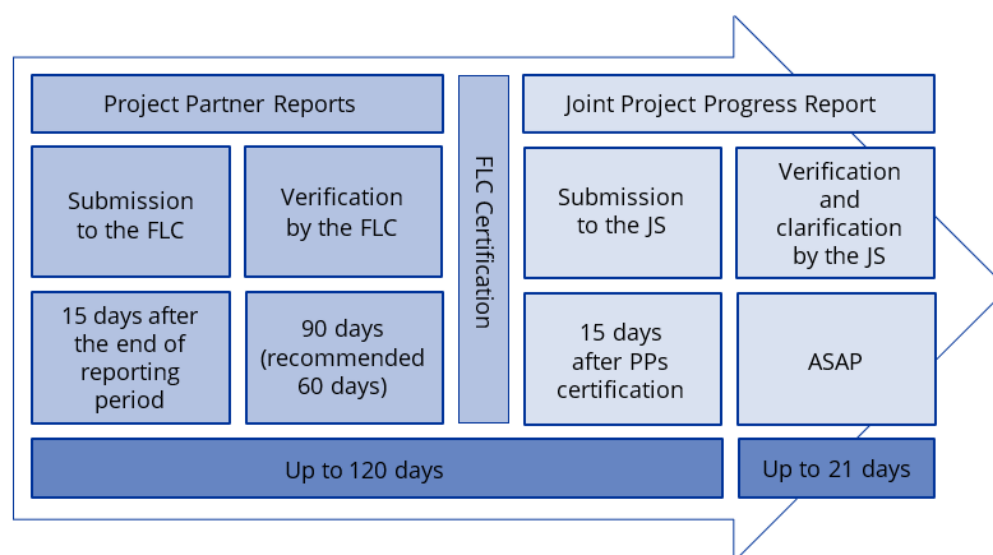 Project Partner Reports
Joint Project Progress Report
FLC Certification
Submission
to the FLC
Verification
by the FLC
Submission
to the JS
Verification
and
clarification
by the JS
15 days after
the end of
reporting
period
90 days
(recommended
60 days)
15 days
after PPs
certification
ASAP
Up to 120 days
Up to 21 days